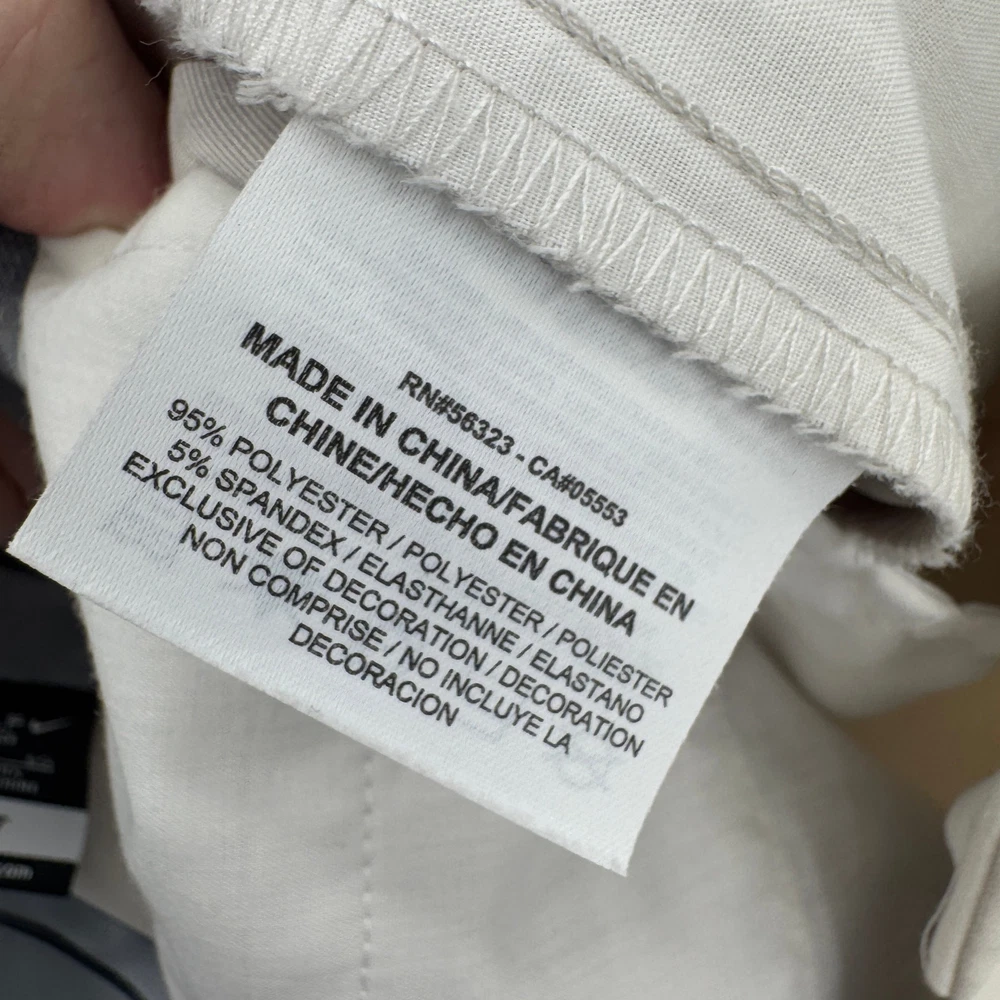 RN#56323 - CA#05553
MADE IN CHINA/FABRIQUE EN
CHINE/HECHO EN CHINA
95% POLYESTER / POLYESTER / POLIESTER
5% SPANDEX / ELASTHANNE / ELASTANO
EXCLUSIVE OF DECORATION / DECORATION
NON COMPRISE / NO INCLUYE LA
DECORACION